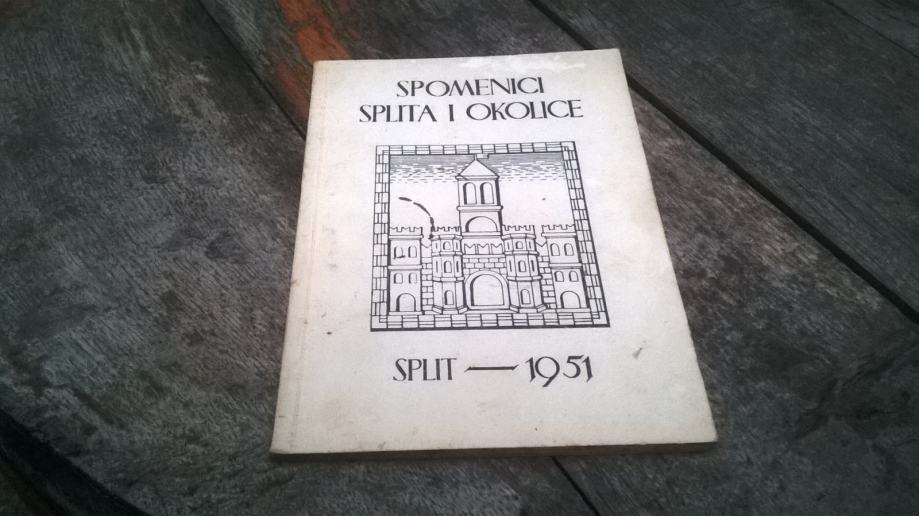 SPOMENICI
SPLITA I OKOLICE
SPLIT — 1951